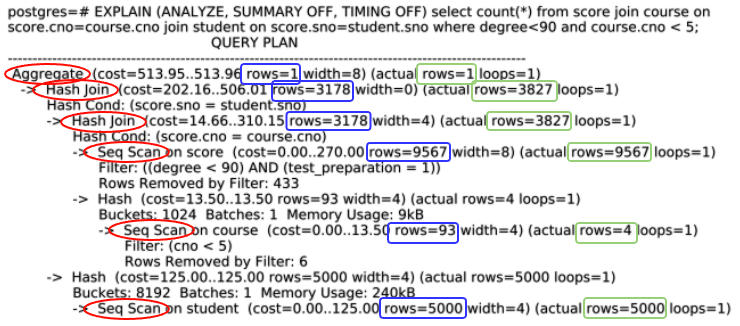 postgres=# EXPLAIN (ANALYZE, SUMMARY OFF, TIMING OFF) select count(*) from score join course on
score.cno=course.cno join student on score.sno=student.sno where degree<90 and course.cno < 5;
QUERY PLAN
--------------------------------------------------------------------------------
Aggregate (cost=513.95..513.96 rows=1 width=8) (actual rows=1 loops=1)
-> Hash Join (cost=202.16..506.01 rows=3178 width=0) (actual rows=3827 loops=1)
Hash Cond: (score.sno = student.sno)
-> Hash Join (cost=14.66..310.15 rows=3178 width=4) (actual rows=3827 loops=1)
Hash Cond: (score.cno = course.cno)
-> Seq Scan on score (cost=0.00..270.00 rows=9567 width=8) (actual rows=9567 loops=1)
Filter: ((degree < 90) AND (test_preparation = 1))
Rows Removed by Filter: 433
-> Hash (cost=13.50..13.50 rows=93 width=4) (actual rows=4 loops=1)
Buckets: 1024 Batches: 1 Memory Usage: 9kB
-> Seq Scan on course (cost=0.00..13.50 rows=93 width=4) (actual rows=4 loops=1)
Filter: (cno < 5)
Rows Removed by Filter: 6
-> Hash (cost=125.00..125.00 rows=5000 width=4) (actual rows=5000 loops=1)
Buckets: 8192 Batches: 1 Memory Usage: 240kB
-> Seq Scan on student (cost=0.00..125.00 rows=5000 width=4) (actual rows=5000 loops=1)